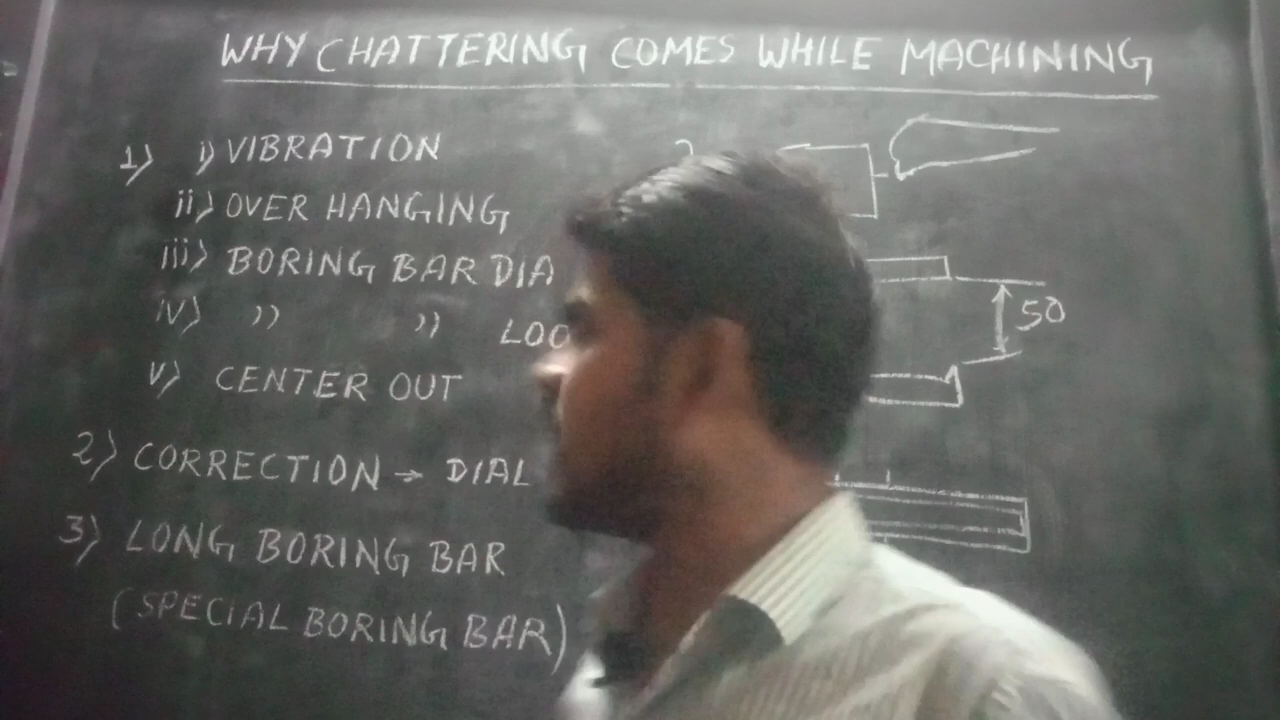 WHY CHATTERING COMES WHILE MACHINING
1) i) VIBRATION
ii) OVER HANGING
iii) BORING BAR DIA
iv) " "
v) CENTER OUT
50
2) CORRECTION → DIAL
3) LONG BORING BAR
(SPECIAL BORING BAR)